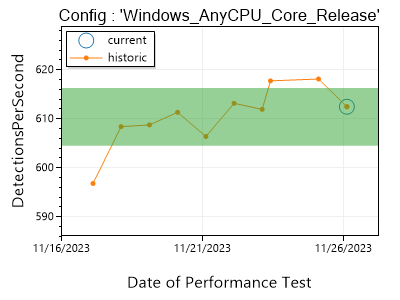 Config : 'Windows_AnyCPU_Core_Release'
current
historic
DetectionsPerSecond
620
610
600
590
11/16/2023
11/21/2023
11/26/2023
Date of Performance Test